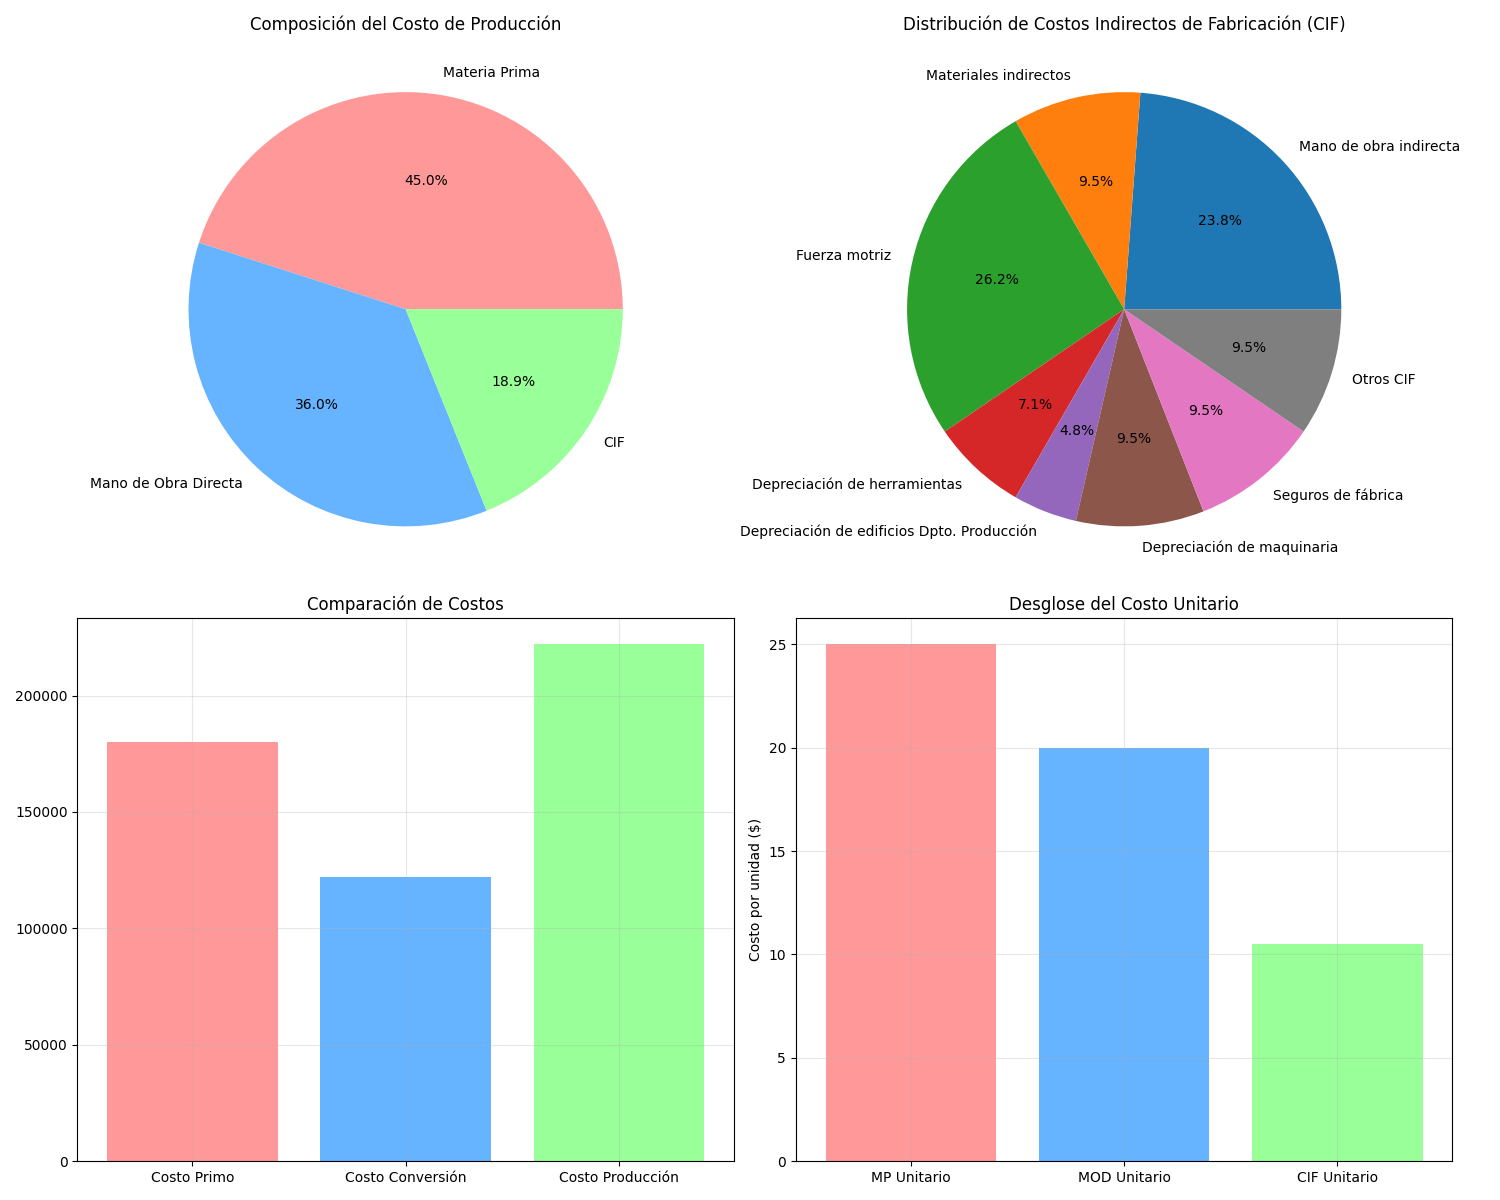 Composición del Costo de Producción
Materia Prima
45.0%
36.0%
18.9%
CIF
Mano de Obra Directa
Distribución de Costos Indirectos de Fabricación (CIF)
Materiales indirectos
Mano de obra indirecta
9.5%
23.8%
Fuerza motriz
26.2%
9.5%
Otros CIF
7.1%
4.8%
9.5%
9.5%
Depreciación de herramientas
Seguros de fábrica
Depreciación de edificios Dpto. Producción
Depreciación de maquinaria
Comparación de Costos
200000
150000
100000
50000
0
Costo Primo
Costo Conversión
Costo Producción
Desglose del Costo Unitario
Costo por unidad ($)
25
20
15
10
5
0
MP Unitario
MOD Unitario
CIF Unitario